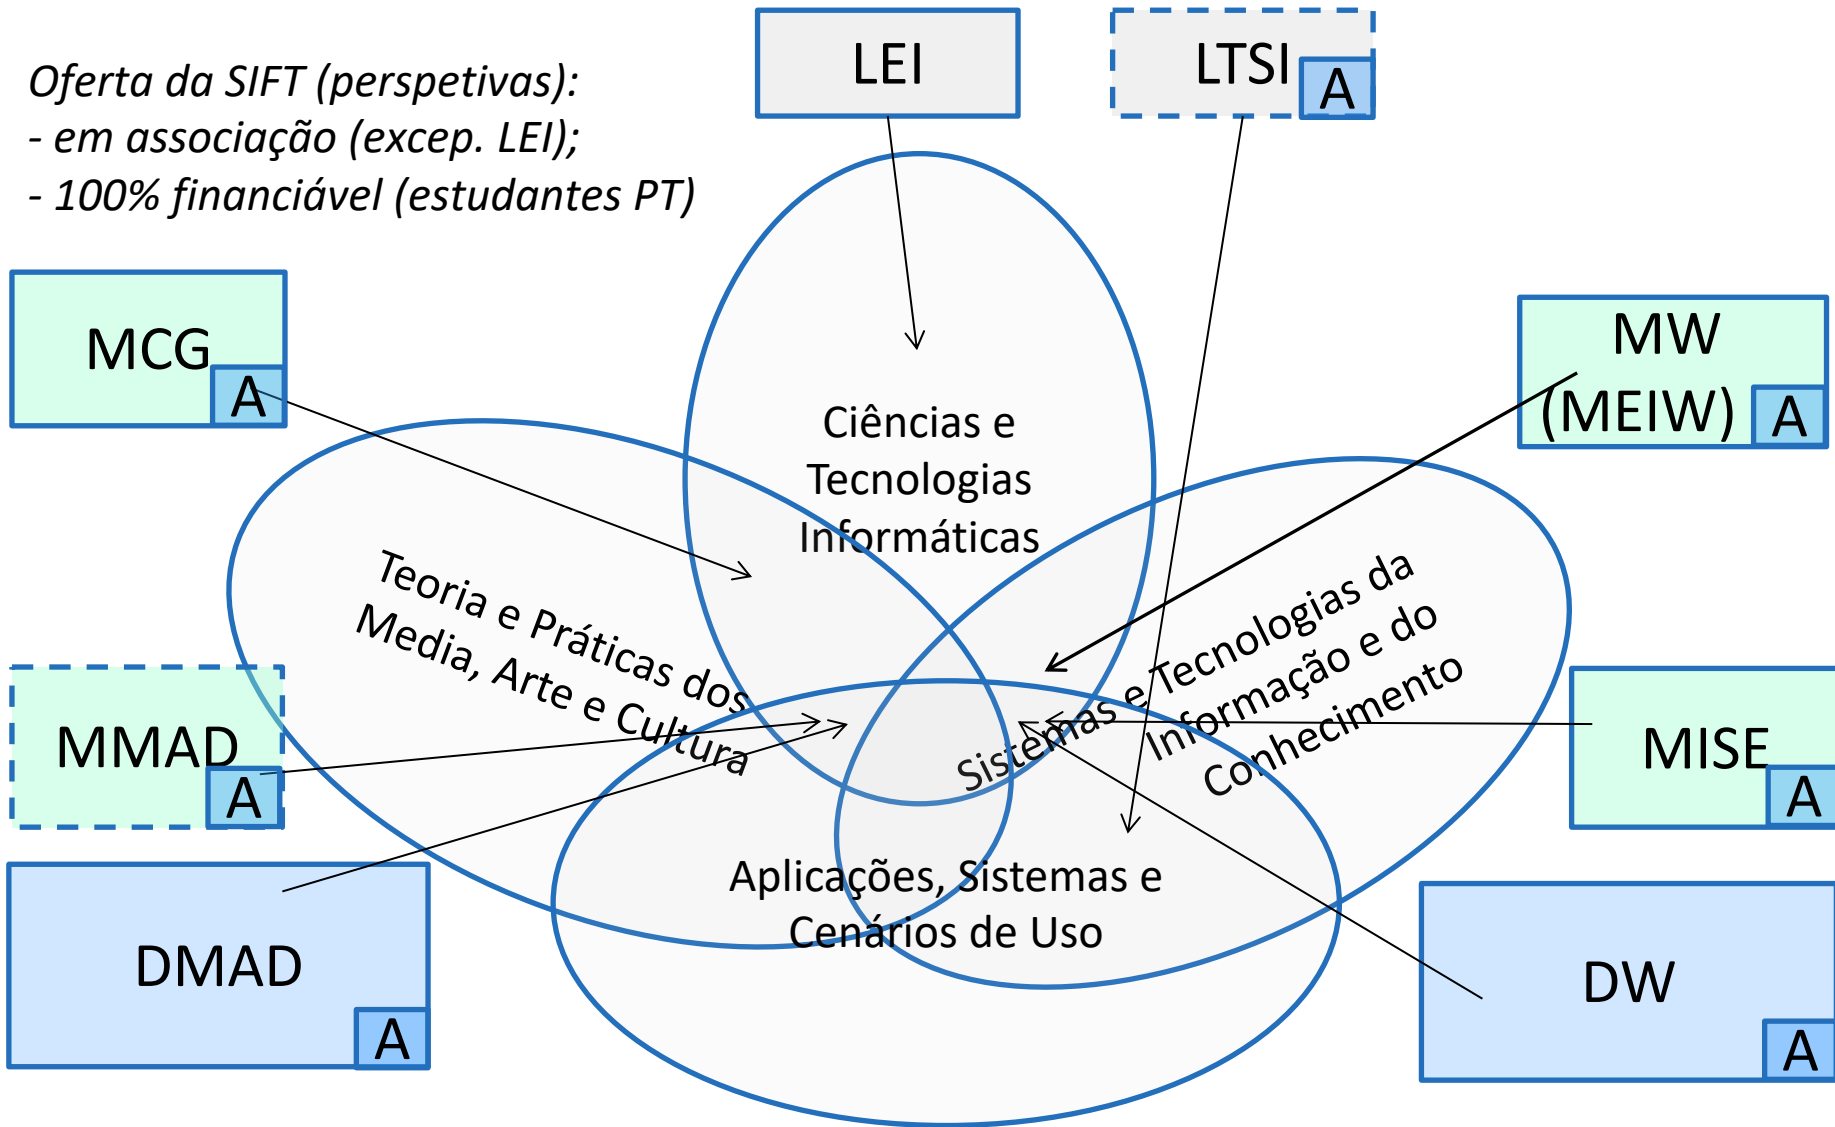 Oferta da SIFT (perspetivas):
- em associação (excep. LEI);
- 100% financiável (estudantes PT)
LEI
LTSI
A
MCG
A
MW
(MEIW)
A
Ciências e
Tecnologias
Informáticas
Teoria e Práticas dos
Media, Arte e Cultura
Sistemas e Tecnologias da
Informação e do
Conhecimento
MMAD
A
MISE
A
Aplicações, Sistemas e
Cenários de Uso
DMAD
A
DW
A